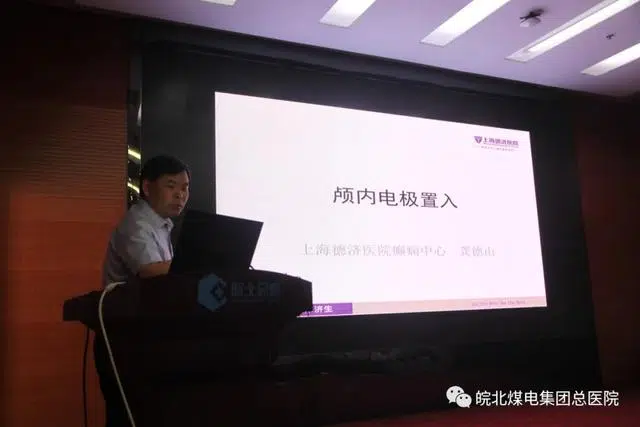 上海德济医院
颅内电极置入
上海德济医院癫痫中心 龚德山
济生
皖北煤电集团总医院